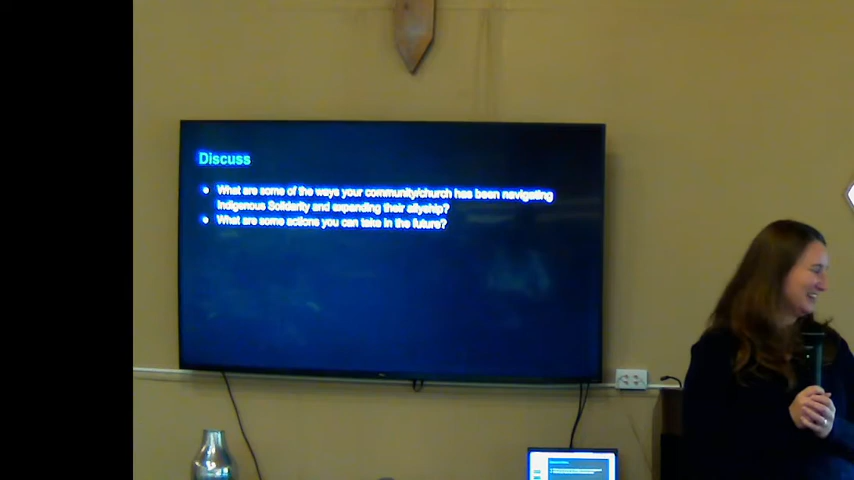 Discuss
● What are some of the ways your community/church has been navigating
Indigenous Solidarity and expanding their allyship?
● What are some actions you can take in the future?